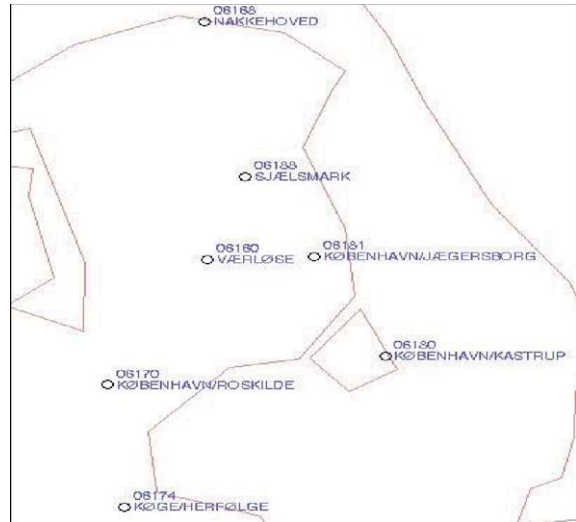 06168
NAKKEHOVED
06188
SJÆLSMARK
06160
VÆRLØSE
06181
KØBENHAVN/JÆGERSBORG
06180
KØBENHAVN/KASTRUP
06170
KØBENHAVN/ROSKILDE
06174
KØGE/HERFØLGE